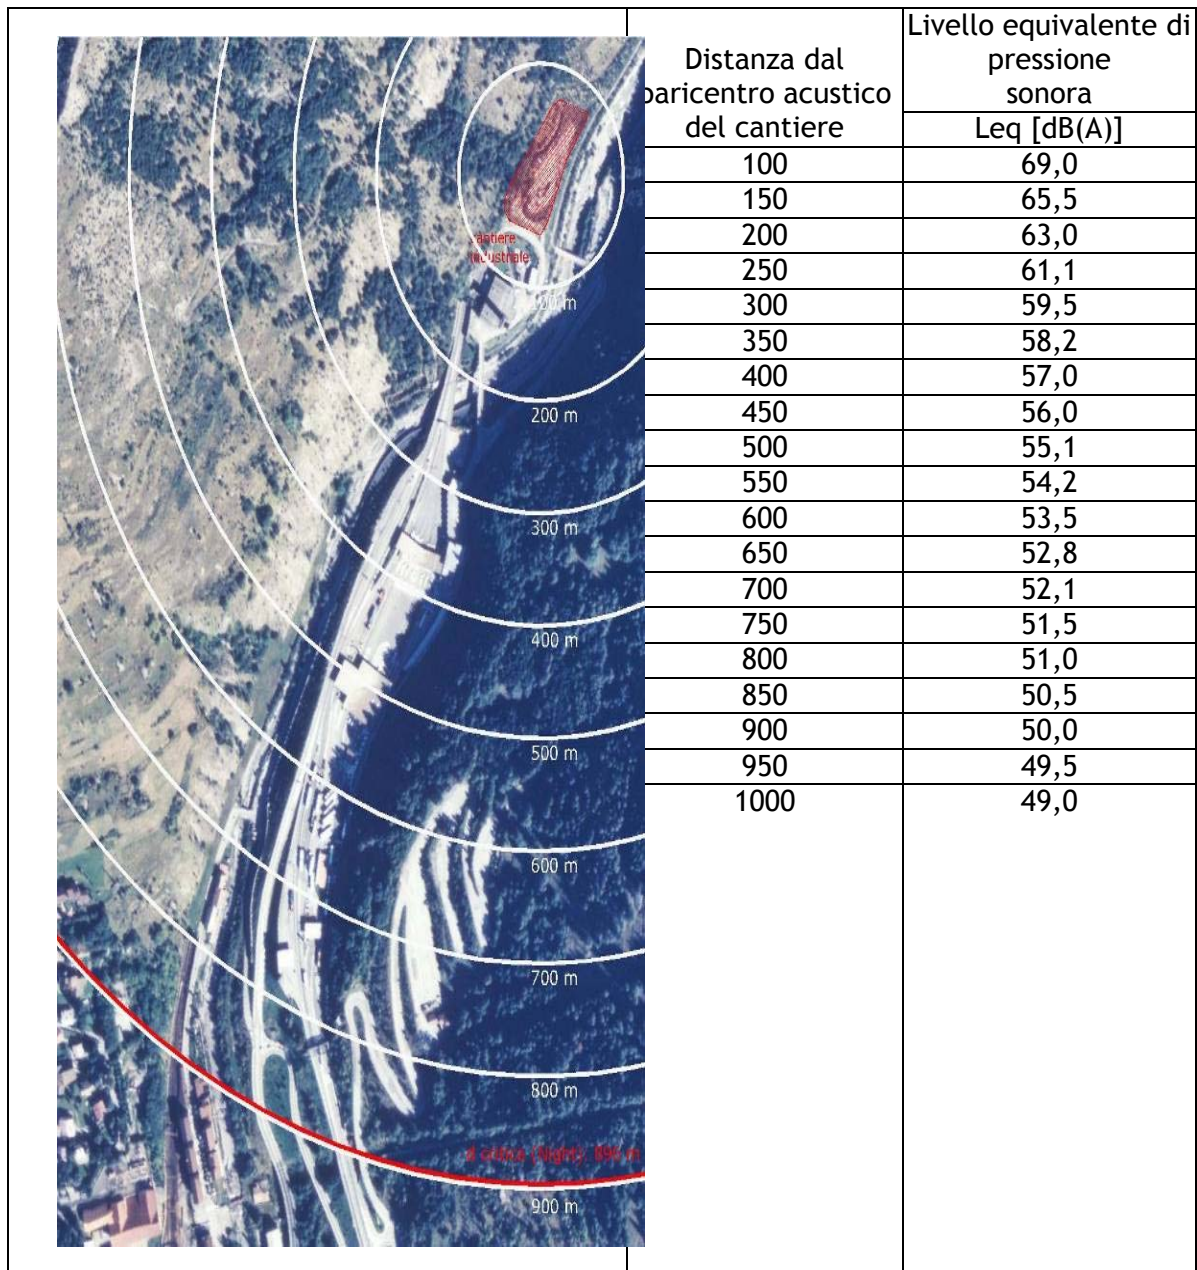 Distanza dal
baricentro acustico
del cantiere
Livello equivalente di
pressione
sonora
Leq [dB(A)]
100 69,0
150 65,5
200 63,0
250 61,1
300 59,5
350 58,2
400 57,0
450 56,0
500 55,1
550 54,2
600 53,5
650 52,8
700 52,1
750 51,5
800 51,0
850 50,5
900 50,0
950 49,5
1000 49,0
cantiere
industriale
100 m
200 m
300 m
400 m
500 m
600 m
700 m
800 m
d critica (Night): 896 m
900 m